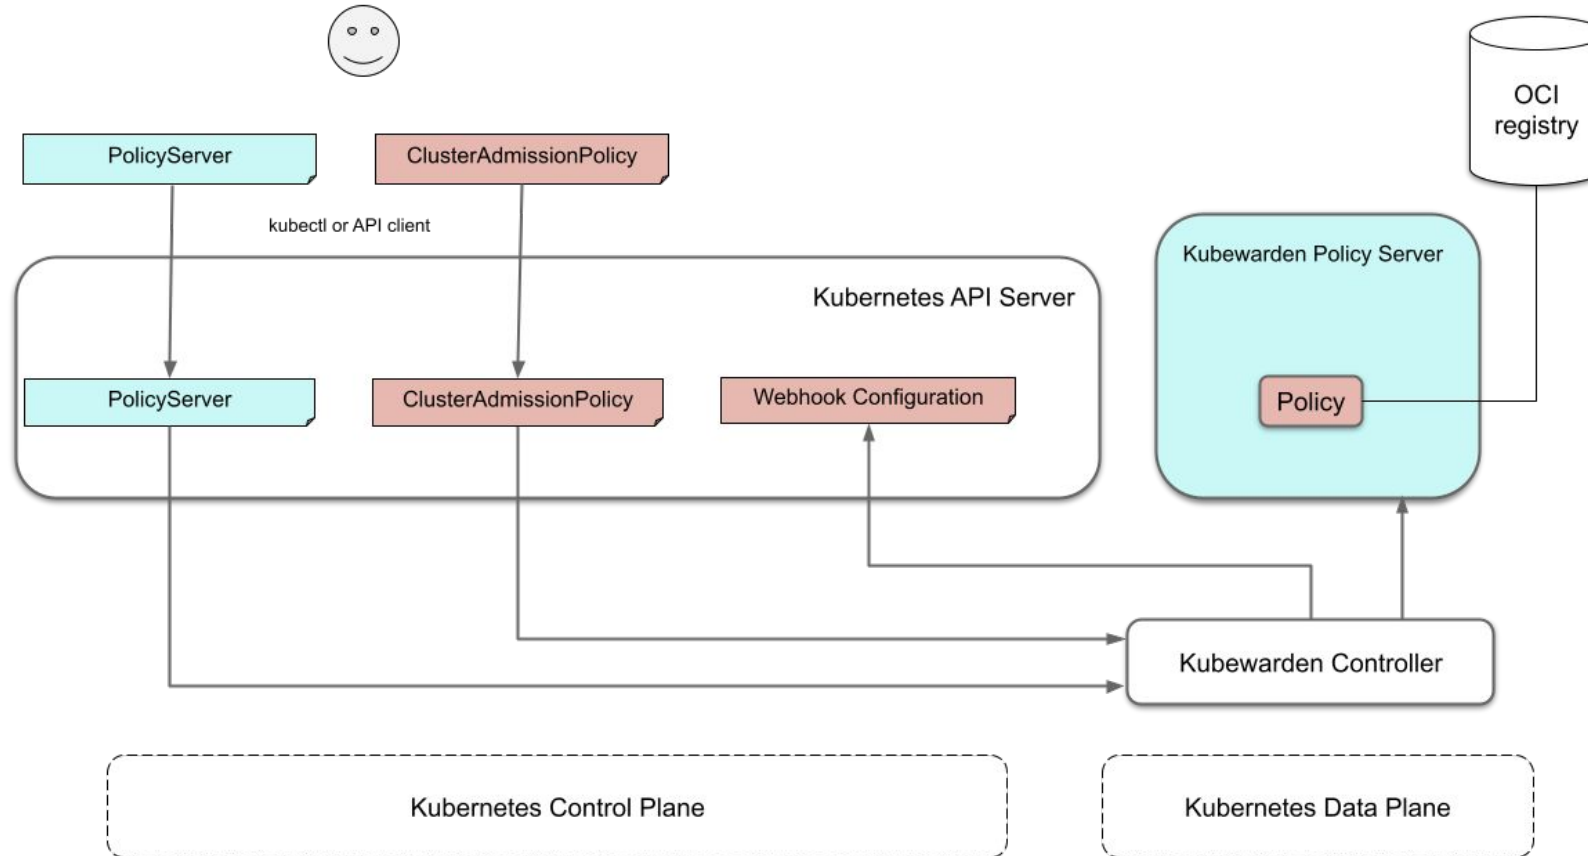 OCI
registry
PolicyServer
ClusterAdmissionPolicy
kubectl or API client
Kubernetes API Server
Kubewarden Policy Server
PolicyServer
ClusterAdmissionPolicy
Webhook Configuration
Policy
Kubewarden Controller
Kubernetes Control Plane
Kubernetes Data Plane